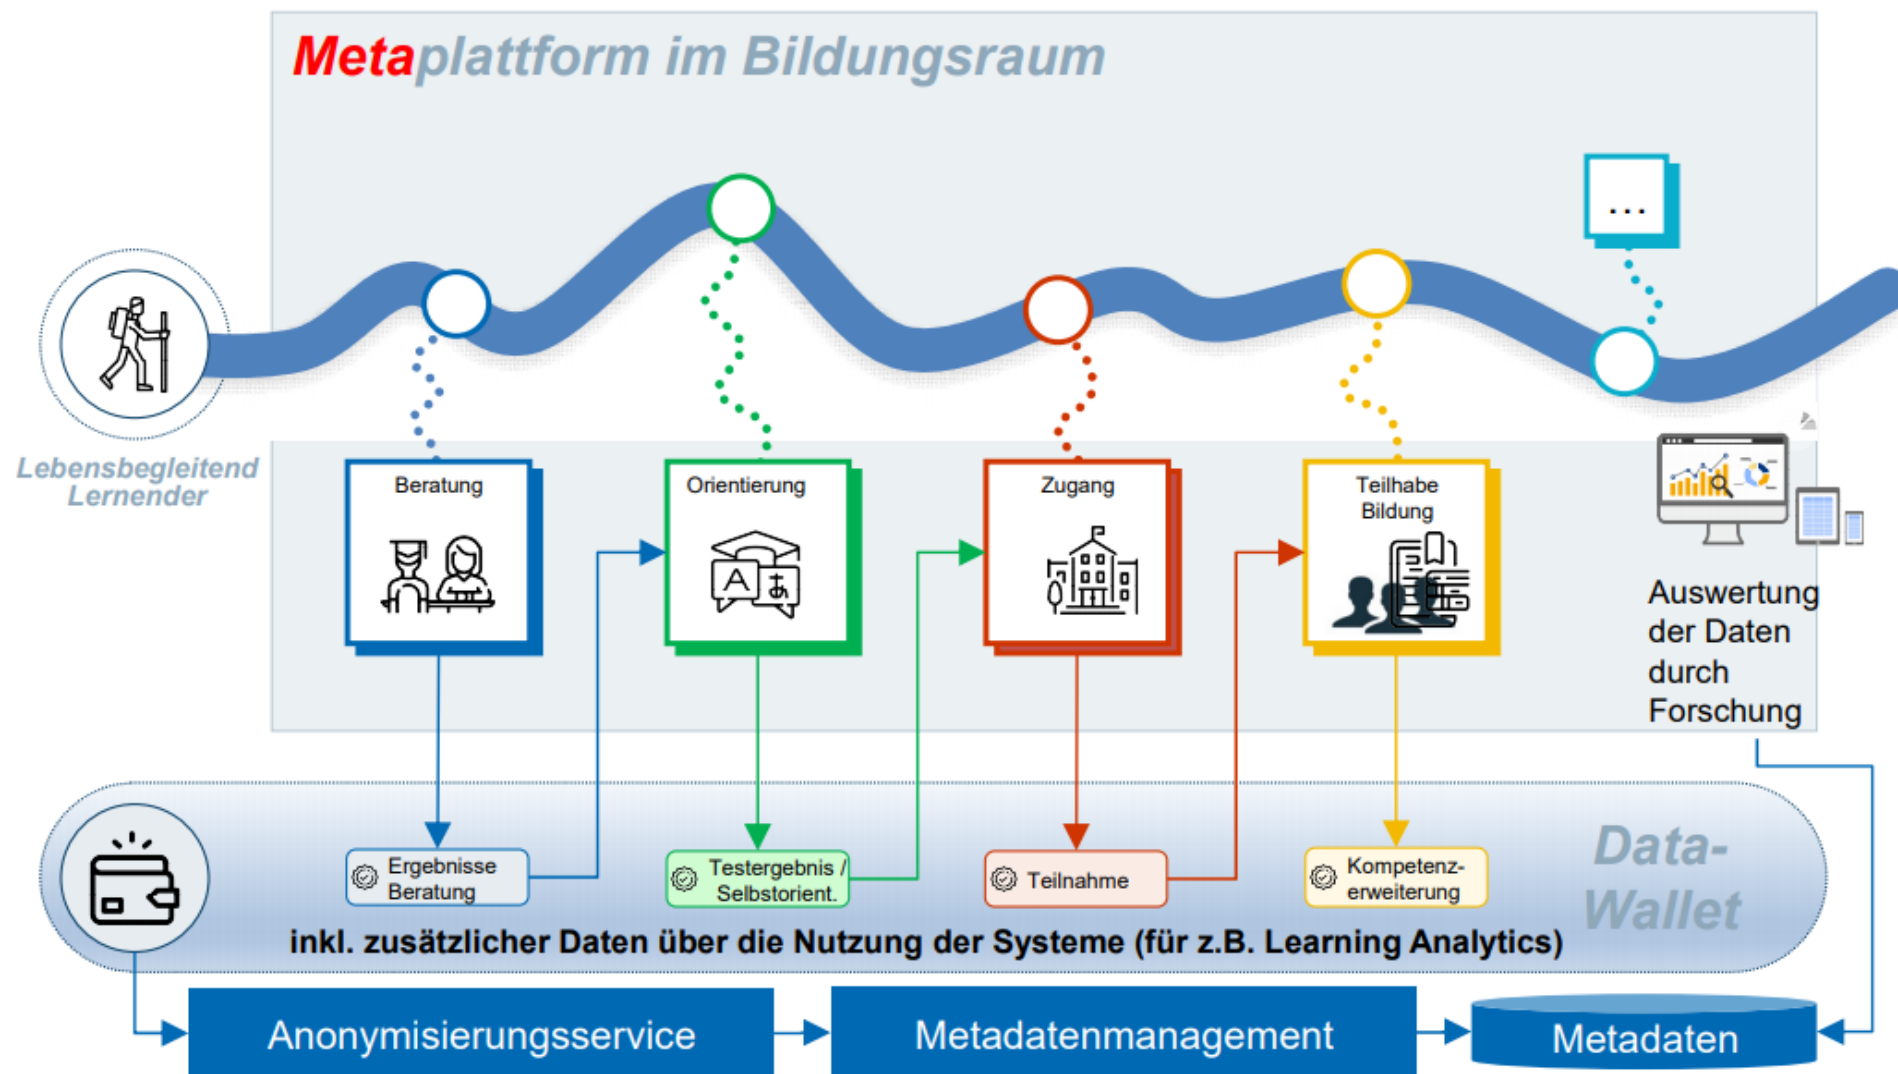 Metaplattform im Bildungsraum
...
Lebensbegleitend
Lernender
Beratung
Orientierung
Zugang
Teilhabe
Bildung
A あ
Auswertung
der Daten
durch
Forschung
Ergebnisse
Beratung
Testergebnis /
Selbstorient.
Teilnahme
Kompetenz-
erweiterung
Data-
Wallet
inkl. zusätzlicher Daten über die Nutzung der Systeme (für z.B. Learning Analytics)
Anonymisierungsservice
Metadatenmanagement
Metadaten